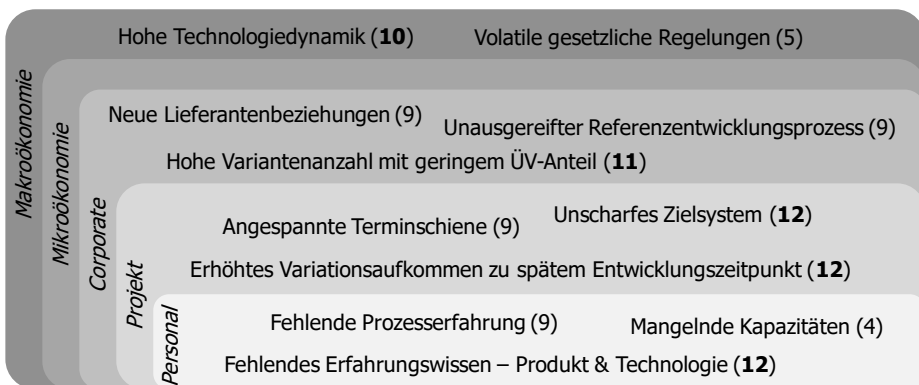 Hohe Technologiedynamik (10)
Volatile gesetzliche Regelungen (5)
Makroökonomie
Mikroökonomie
Neue Lieferantenbeziehungen (9)
Unausgereifter Referenzentwicklungsprozess (9)
Hohe Variantenanzahl mit geringem ÜV-Anteil (11)
Corporate
Angespannte Terminschiene (9)
Unscharfes Zielsystem (12)
Erhöhtes Variationsaufkommen zu spätem Entwicklungszeitpunkt (12)
Projekt
Fehlende Prozesserfahrung (9)
Mangelnde Kapazitäten (4)
Fehlendes Erfahrungswissen – Produkt & Technologie (12)
Personal